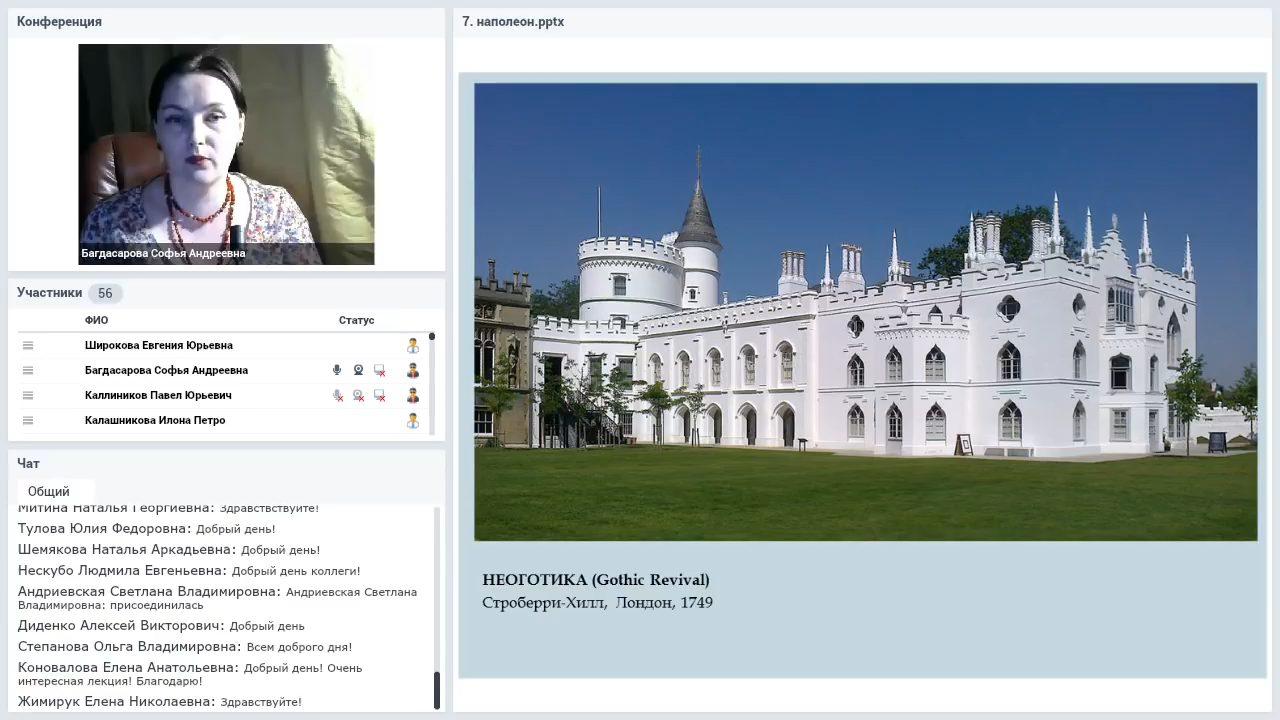 Конференция
Багдасарова Софья Андреевна
Участники 56
ФИО Статус
Широкова Евгения Юрьевна
Багдасарова Софья Андреевна
Каллиников Павел Юрьевич
Калашникова Илона Петро
Чат
Общий
Митина Наталья Георгиевна: Здравствствуйте!
Тулова Юлия Федоровна: Добрый день!
Шемякова Наталья Аркадьевна: Добрый день!
Нескубо Людмила Евгеньевна: Добрый день коллеги!
Андриевская Светлана Владимировна: Андриевская Светлана
Владимировна: присоединилась
Диденко Алексей Викторович: Добрый день
Степанова Ольга Владимировна: Всем доброго дня!
Коновалова Елена Анатольевна: Добрый день! Очень
интересная лекция! Благодарю!
Жимирук Елена Николаевна: Здравствуйте!
7. наполеон.pptx
НЕОГОТИКА (Gothic Revival)
Строберри-Хилл, Лондон, 1749